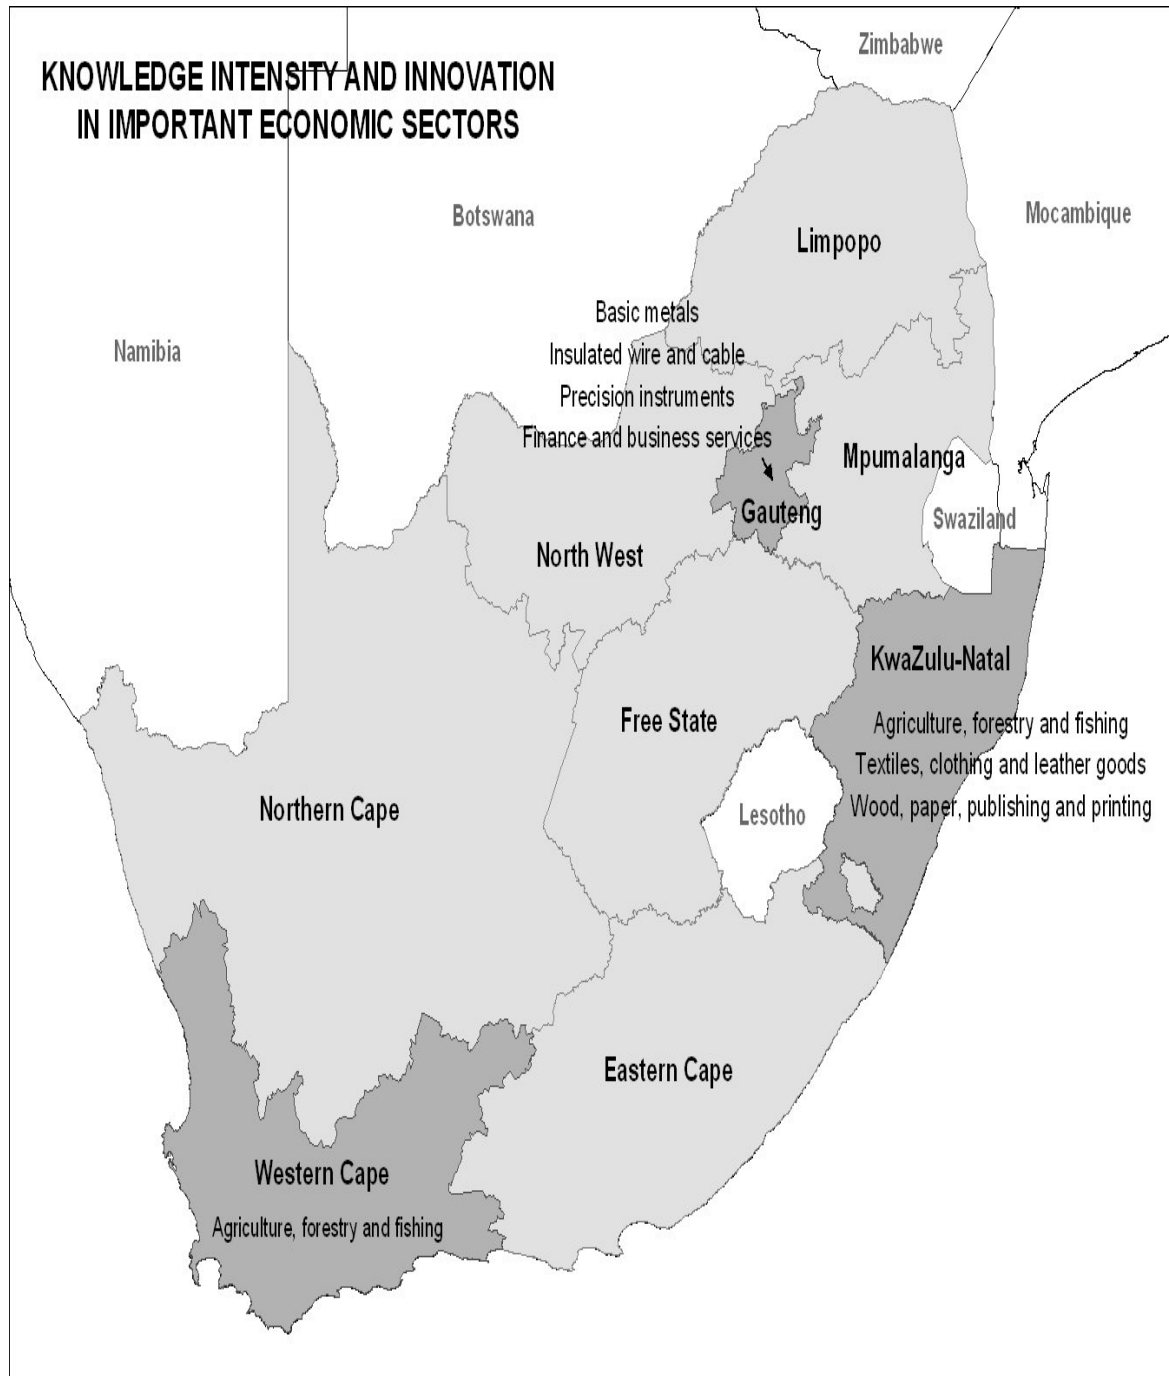 KNOWLEDGE INTENSITY AND INNOVATION
IN IMPORTANT ECONOMIC SECTORS
Zimbabwe
Botswana
Mocambique
Limpopo
Namibia
Basic metals
Insulated wire and cable
Precision instruments
Finance and business services
Mpumalanga
Gauteng
Swaziland
North West
KwaZulu-Natal
Free State
Agriculture, forestry and fishing
Textiles, clothing and leather goods
Wood, paper, publishing and printing
Northern Cape
Lesotho
Eastern Cape
Western Cape
Agriculture, forestry and fishing